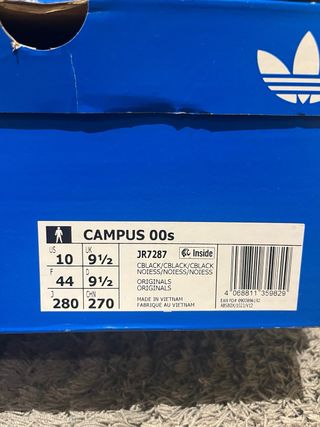 CAMPUS 00s
US 10 UK 9½
F 44 D 9½
J 280 CHN 270
JR7287 Inside
CBLACK/CBLACK/CBLACK
NOIESS/NOIESS/NOIESS
ORIGINALS
ORIGINALS
MADE IN VIETNAM
FABRIQUE AU VIETNAM
4 068811 359829